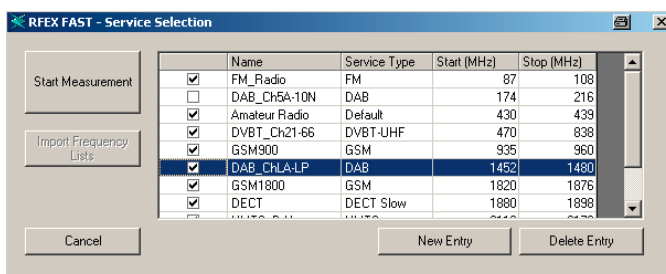 RFEX FAST - Service Selection
Start Measurement
Import Frequency
Lists
Cancel
Name Service Type Start (MHz) Stop (MHz)
FM_Radio FM 87 108
DAB_Ch5A-10N DAB 174 216
Amateur Radio Default 430 439
DVBT_Ch21-66 DVBT-UHF 470 838
GSM900 GSM 935 960
DAB_ChLA-LP DAB 1452 1480
GSM1800 GSM 1820 1876
DECT DECT Slow 1880 1898
New Entry Delete Entry